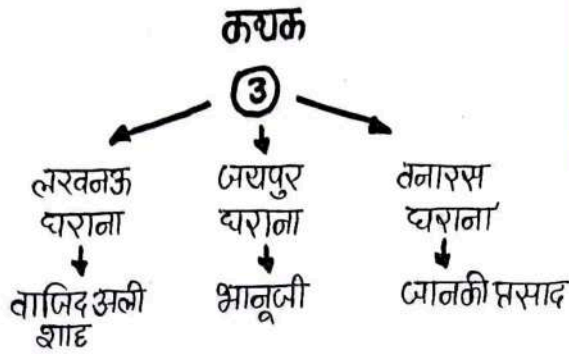 कथक
3
लखनऊ जयपुर बनारस
घराना घराना घराना
वाजिद अली भानूजी जानकी प्रसाद
शाह